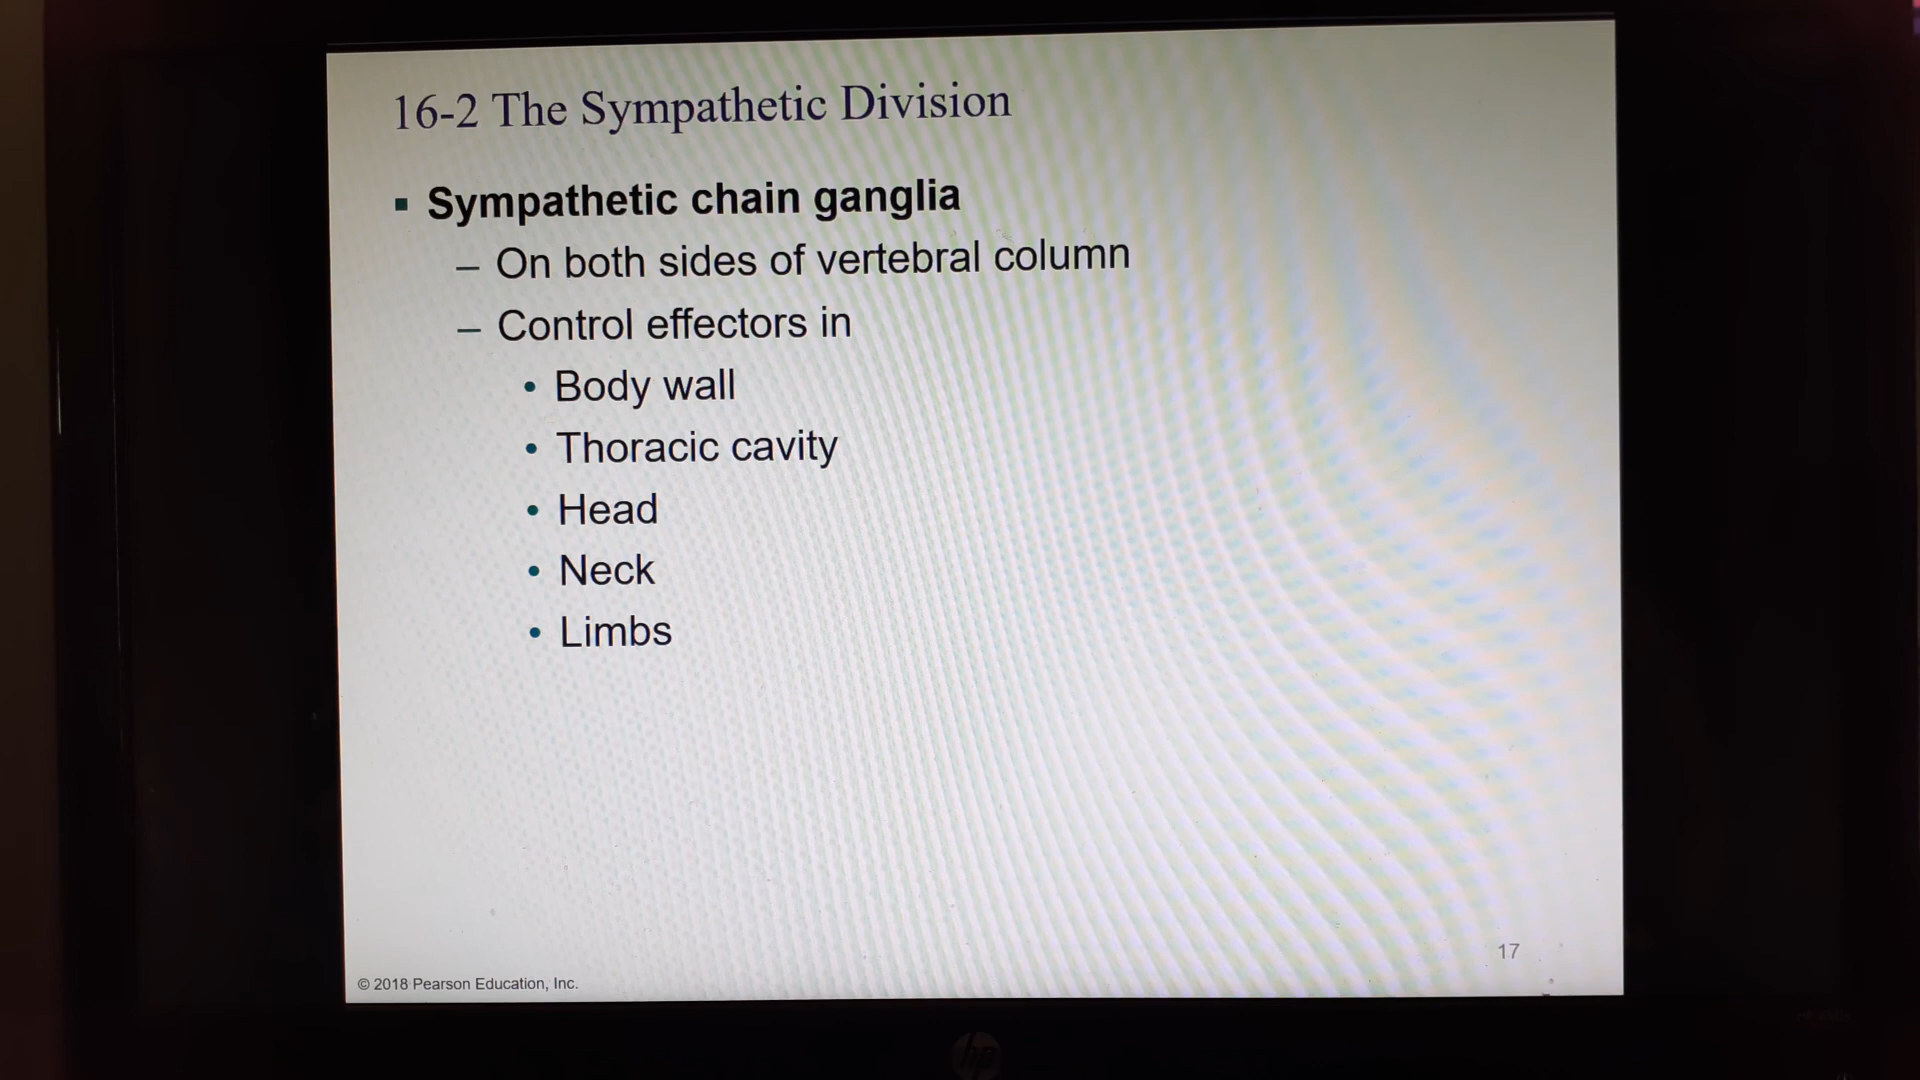 16-2 The Sympathetic Division
▪ Sympathetic chain ganglia
– On both sides of vertebral column
– Control effectors in
• Body wall
• Thoracic cavity
• Head
• Neck
• Limbs
17
© 2018 Pearson Education, Inc.
hp